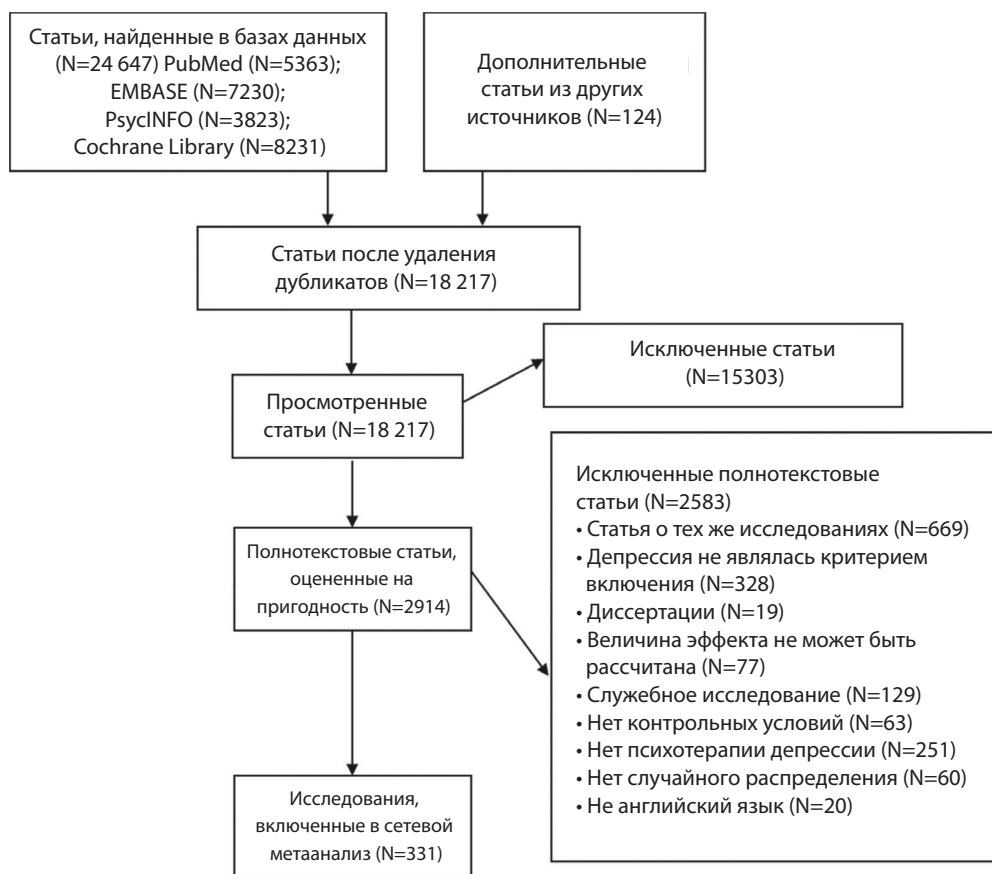 Статьи, найденные в базах данных
(N=24 647) PubMed (N=5363);
EMBASE (N=7230);
PsycINFO (N=3823);
Cochrane Library (N=8231)
Дополнительные
статьи из других
источников (N=124)
Статьи после удаления
дубликатов (N=18 217)
Исключенные статьи
(N=15303)
Просмотренные
статьи (N=18 217)
Исключенные полнотекстовые
статьи (N=2583)
• Статья о тех же исследованиях (N=669)
• Депрессия не являлась критерием
включения (N=328)
• Диссертации (N=19)
• Величина эффекта не может быть
рассчитана (N=77)
• Служебное исследование (N=129)
• Нет контрольных условий (N=63)
• Нет психотерапии депрессии (N=251)
• Нет случайного распределения (N=60)
• Не английский язык (N=20)
Полнотекстовые статьи,
оцененные на
пригодность (N=2914)
Исследования,
включенные в сетевой
метаанализ (N=331)